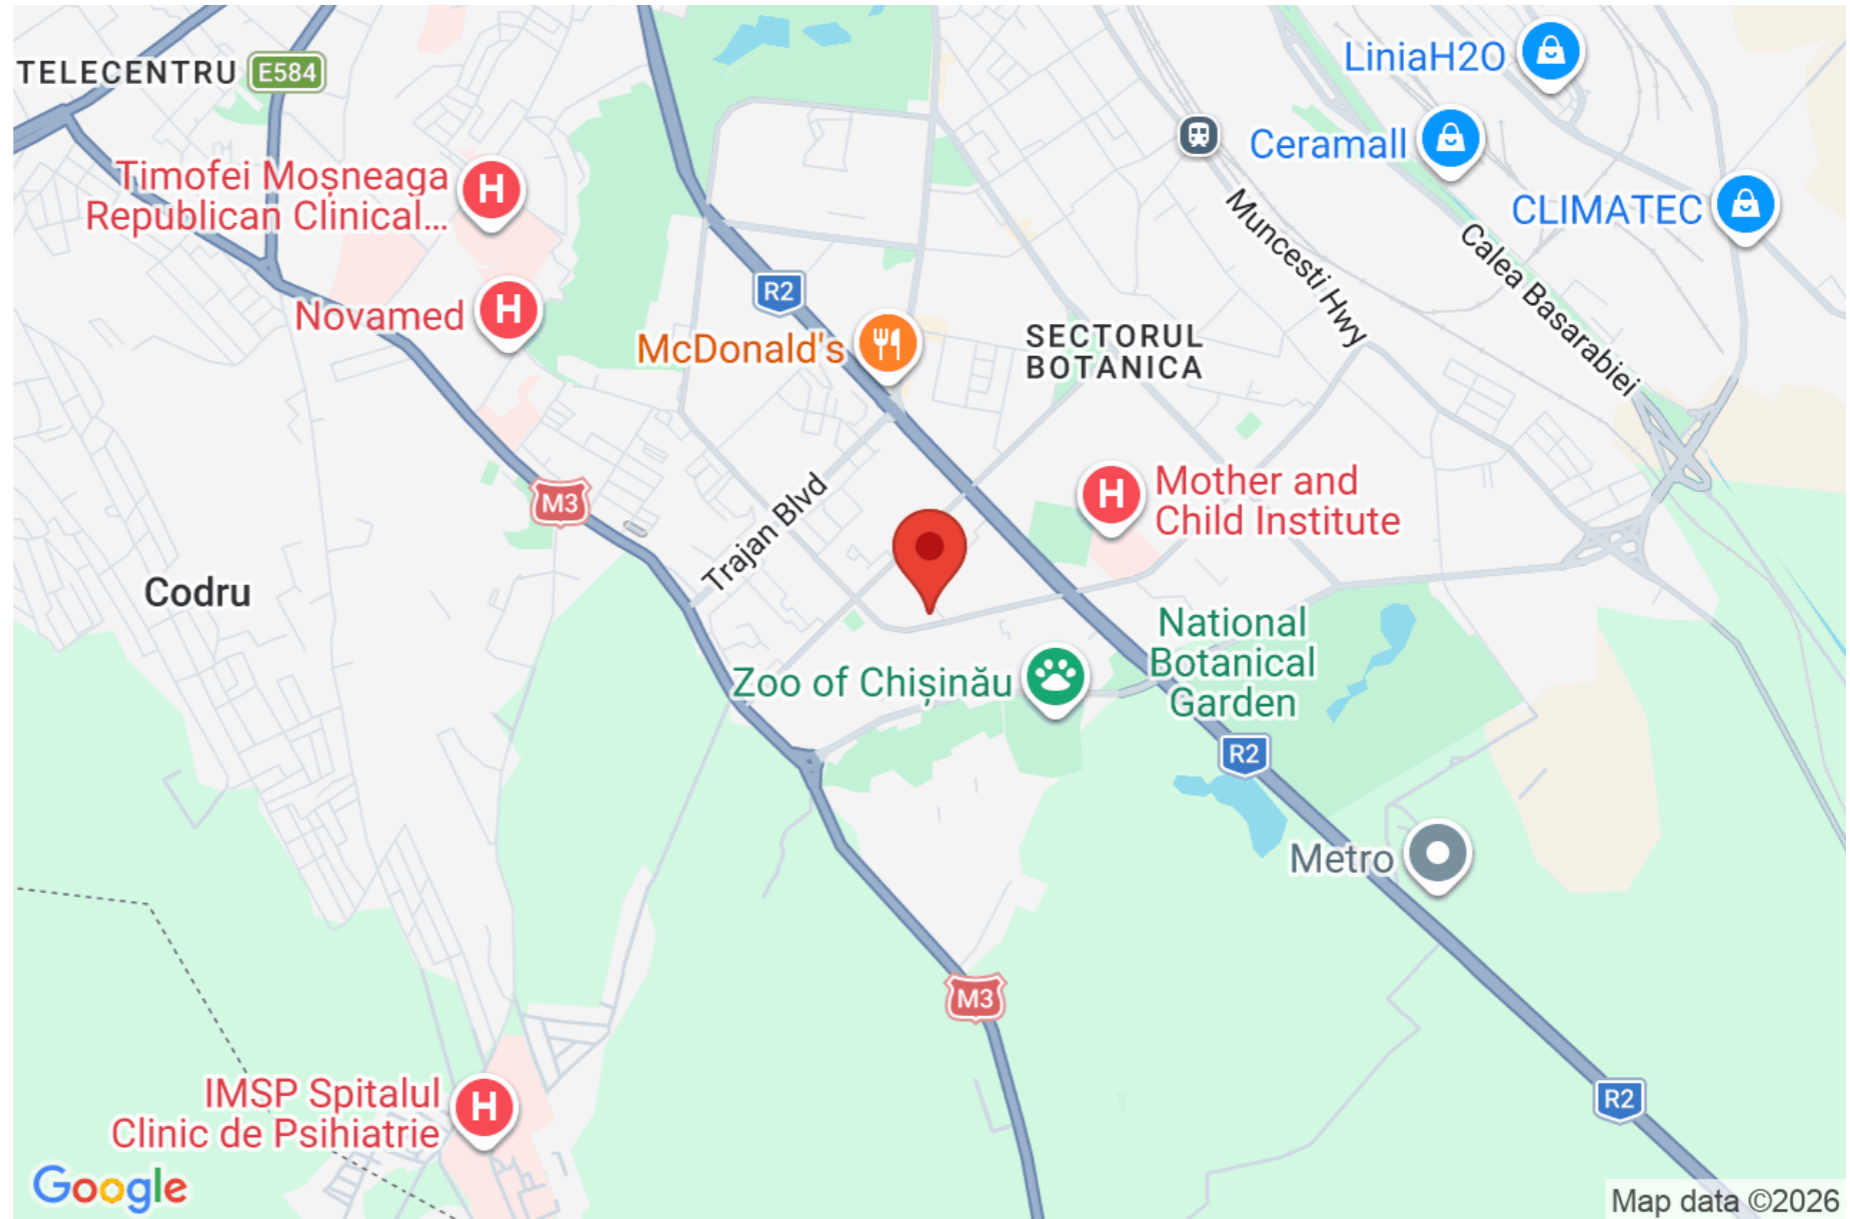 LiniaH2O
TELECENTRU
E584
Ceramall
Timofei Moșneaga
Republican Clinical...
CLIMATEC
Muncesti Hwy
Calea Basarabiei
R2
Novamed
McDonald's
SECTORUL
BOTANICA
Trajan Blvd
M3
Mother and
Child Institute
Codru
National
Botanical
Garden
Zoo of Chișinău
R2
Metro
M3
IMSP Spitalul
Clinic de Psihiatrie
R2
Google
Map data ©2026
H
H
H
H